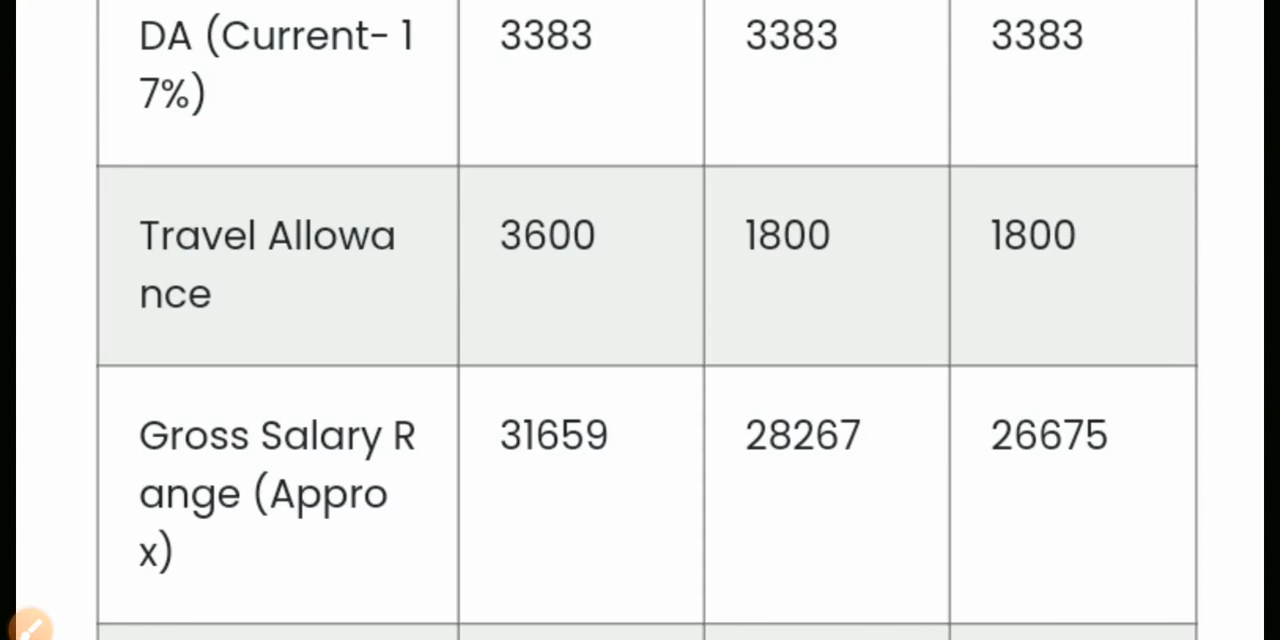 DA (Current- 1 3383 3383 3383
7%)
Travel Allowa 3600 1800 1800
nce
Gross Salary R 31659 28267 26675
ange (Appro
x)